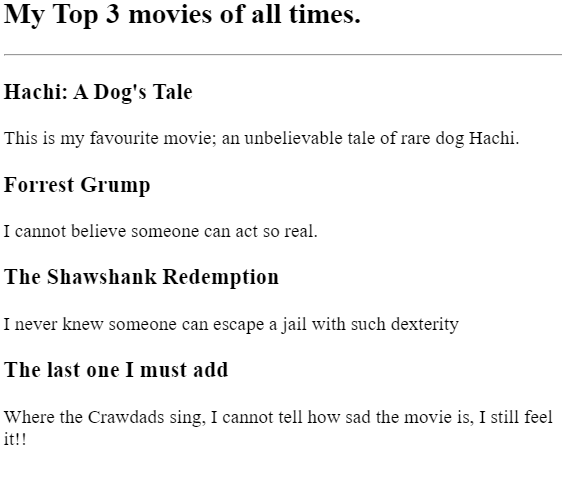 My Top 3 movies of all times.
Hachi: A Dog's Tale
This is my favourite movie; an unbelievable tale of rare dog Hachi.
Forrest Grump
I cannot believe someone can act so real.
The Shawshank Redemption
I never knew someone can escape a jail with such dexterity
The last one I must add
Where the Crawdads sing, I cannot tell how sad the movie is, I still feel
it!!